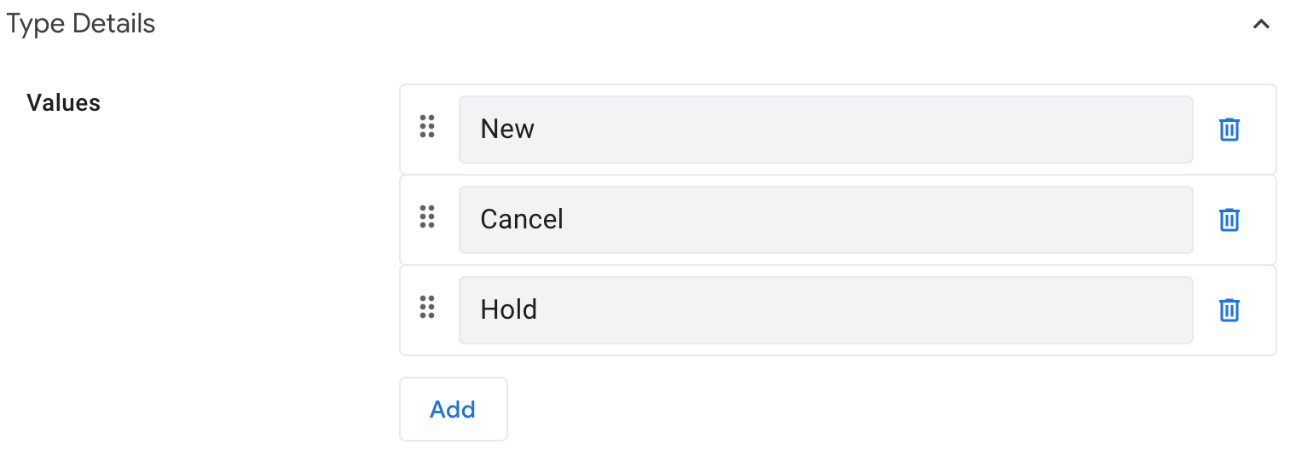 Type Details
Values
New
Cancel
Hold
Add